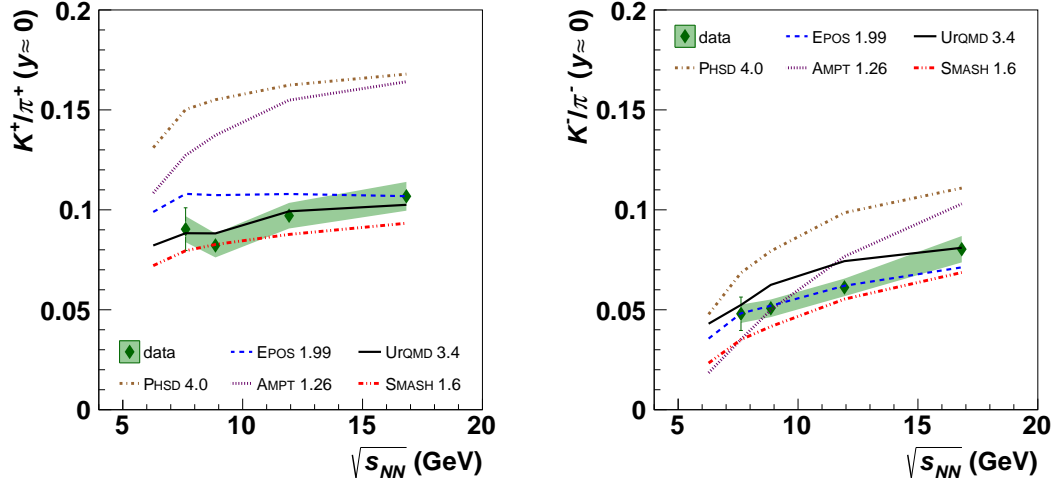 K⁺/π⁺ (y≈ 0)
0.2
0.15
0.1
0.05
0
data
EPOS 1.99
URQMD 3.4
PHSD 4.0
AMPT 1.26
SMASH 1.6
5 10 15 20
√s_NN (GeV)
K⁻/π⁻ (y≈ 0)
0.2
data
EPOS 1.99
URQMD 3.4
PHSD 4.0
AMPT 1.26
SMASH 1.6
0.15
0.1
0.05
0
5 10 15 20
√s_NN (GeV)